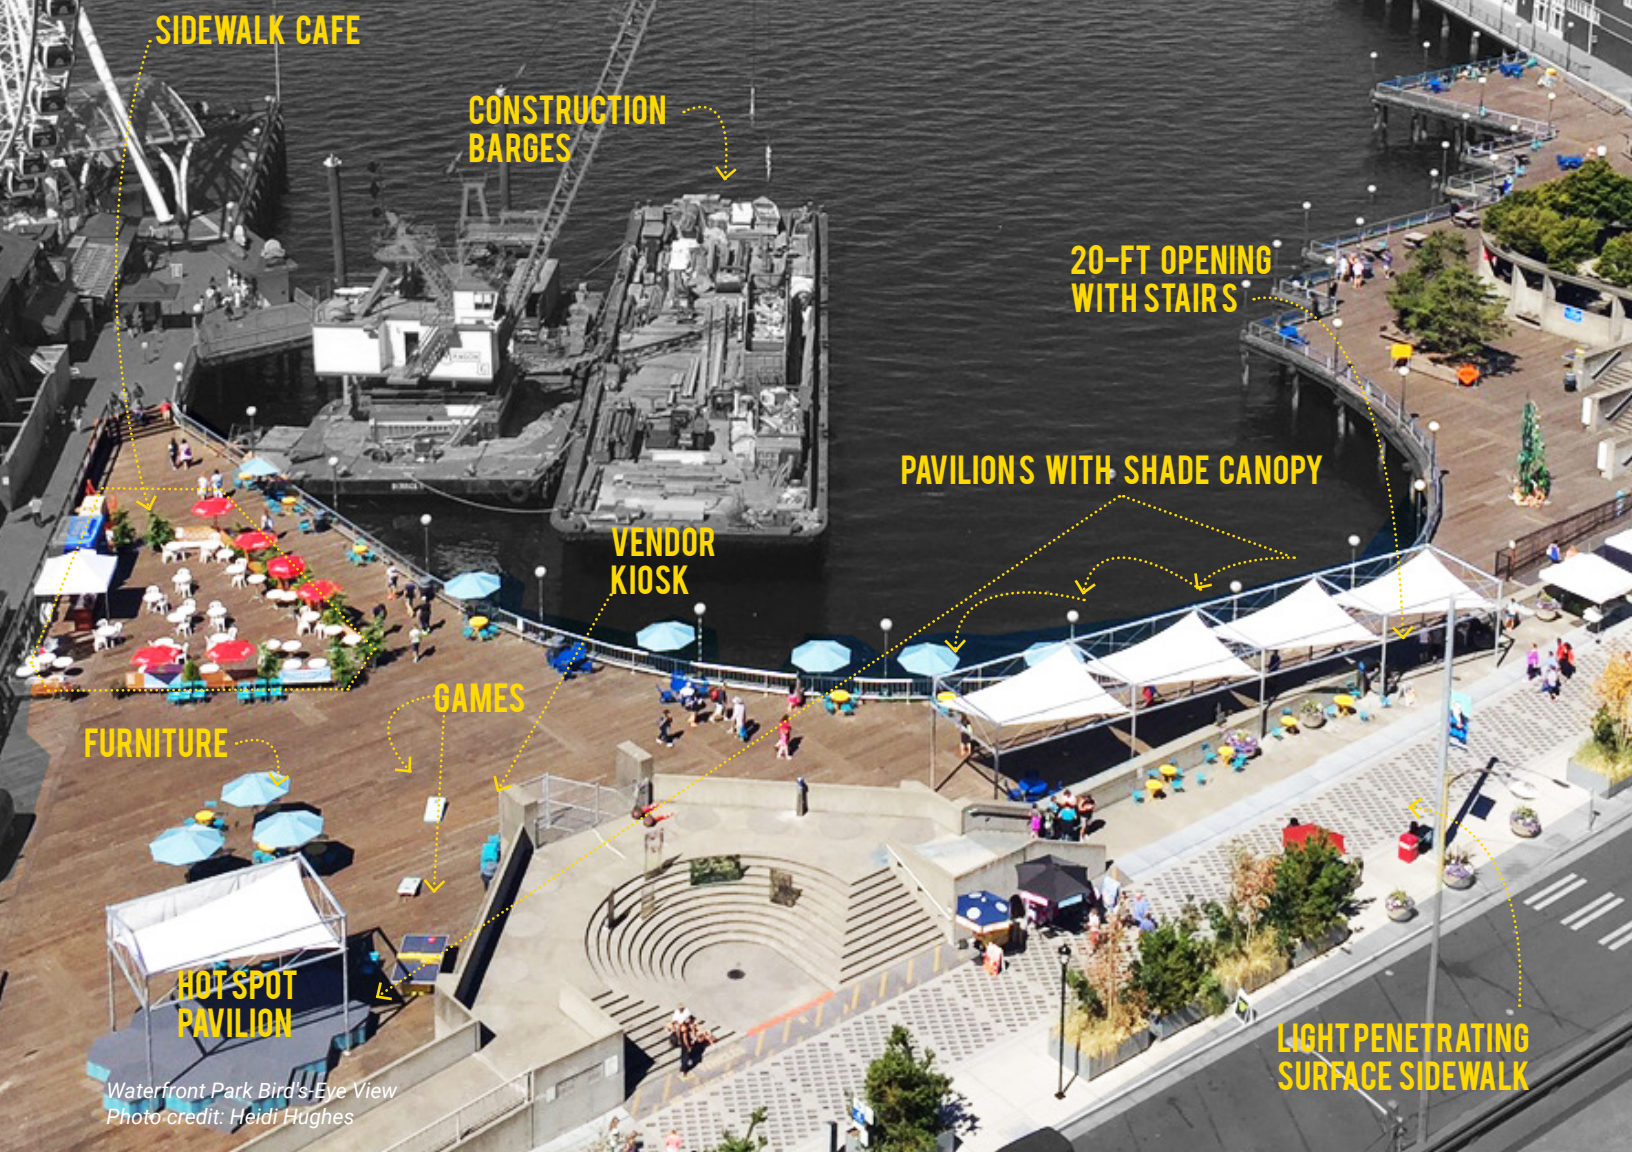 SIDEWALK CAFE
CONSTRUCTION
BARGES
20-FT OPENING
WITH STAIRS
PAVILIONS WITH SHADE CANOPY
VENDOR
KIOSK
GAMES
FURNITURE
HOT SPOT
PAVILION
LIGHT PENETRATING
SURFACE SIDEWALK
Waterfront Park Bird's-Eye View
Photo credit: Heidi Hughes